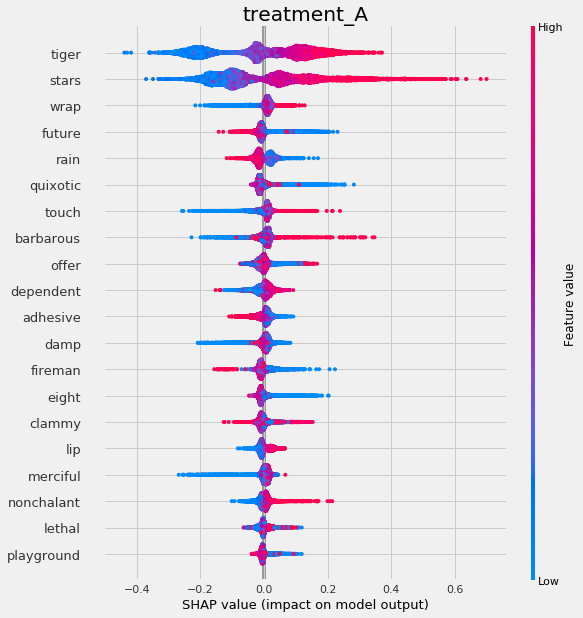 treatment_A
High
tiger
stars
wrap
future
rain
quixotic
touch
barbarous
offer
dependent
adhesive
damp
fireman
eight
clammy
lip
merciful
nonchalant
lethal
playground
Feature value
Low
−0.4 −0.2 0.0 0.2 0.4 0.6
SHAP value (impact on model output)